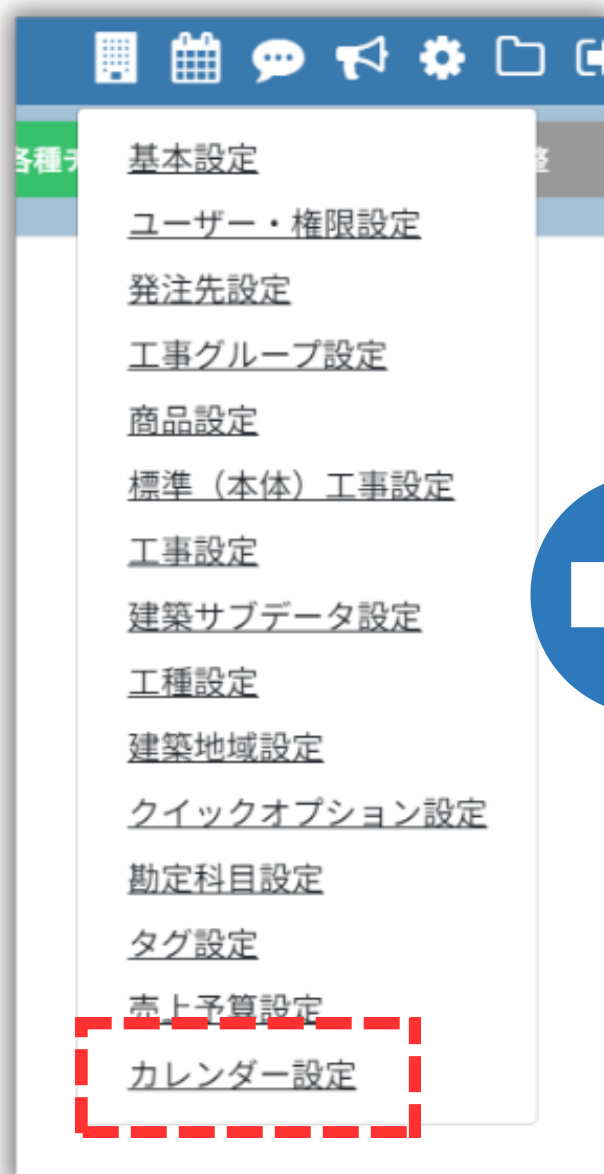 各種
基本設定
ユーザー・権限設定
発注先設定
工事グループ設定
商品設定
標準（本体）工事設定
工事設定
建築サブデータ設定
工種設定
建築地域設定
クイックオプション設定
勘定科目設定
タグ設定
売上予算設定
カレンダー設定